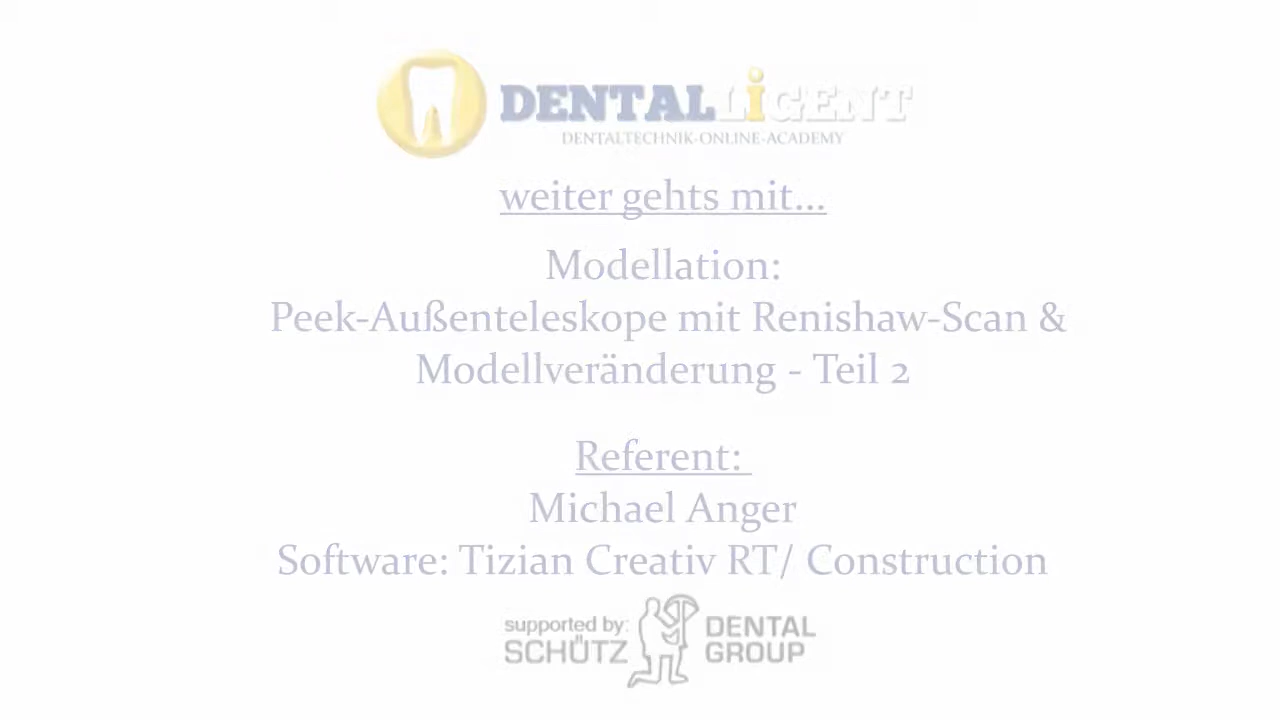 DENTALLiGENT
DENTALTECHNIK-ONLINE-ACADEMY
weiter gehts mit...
Modellation:
Peek-Außenteleskope mit Renishaw-Scan &
Modellveränderung - Teil 2
Referent:
Michael Anger
Software: Tizian Creativ RT/ Construction
supported by:
SCHÜTZ
DENTAL
GROUP